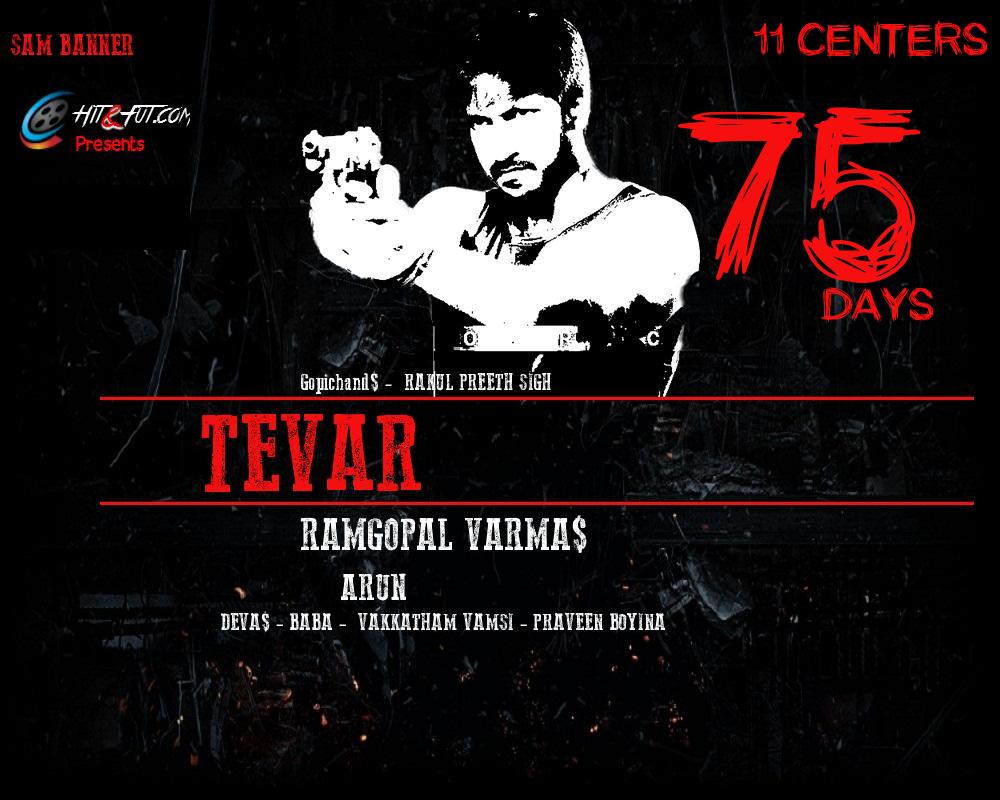 SAM BANNER
11 CENTERS
HIT&FUT.COM
Presents
75
DAYS
Gopichand$ - RAKUL PREETH SIGH
TEVAR
RAMGOPAL VARMA$
ARUN
DEVA$ - BABA - VAKKATHAM VAMSI - PRAVEEN BOYINA